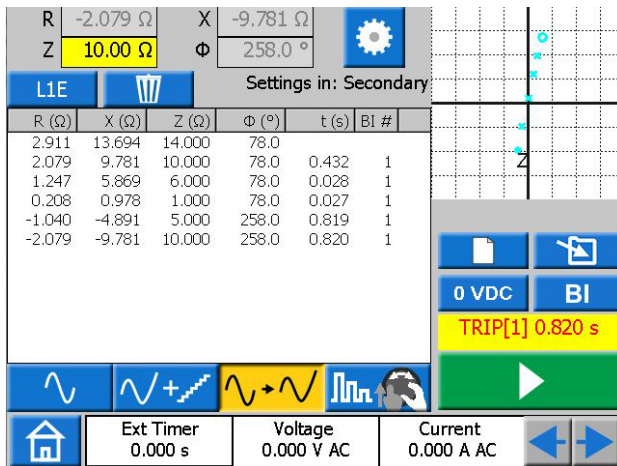 R -2.079 Ω X -9.781 Ω
Z 10.00 Ω Φ 258.0 °
L1E Settings in: Secondary
R (Ω) X (Ω) Z (Ω) Φ (°) t (s) BI #
2.911 13.694 14.000 78.0
2.079 9.781 10.000 78.0 0.432 1
1.247 5.869 6.000 78.0 0.028 1
0.208 0.978 1.000 78.0 0.027 1
-1.040 -4.891 5.000 258.0 0.819 1
-2.079 -9.781 10.000 258.0 0.820 1
Z
0 VDC BI
TRIP[1] 0.820 s
Ext Timer Voltage Current
0.000 s 0.000 V AC 0.000 A AC